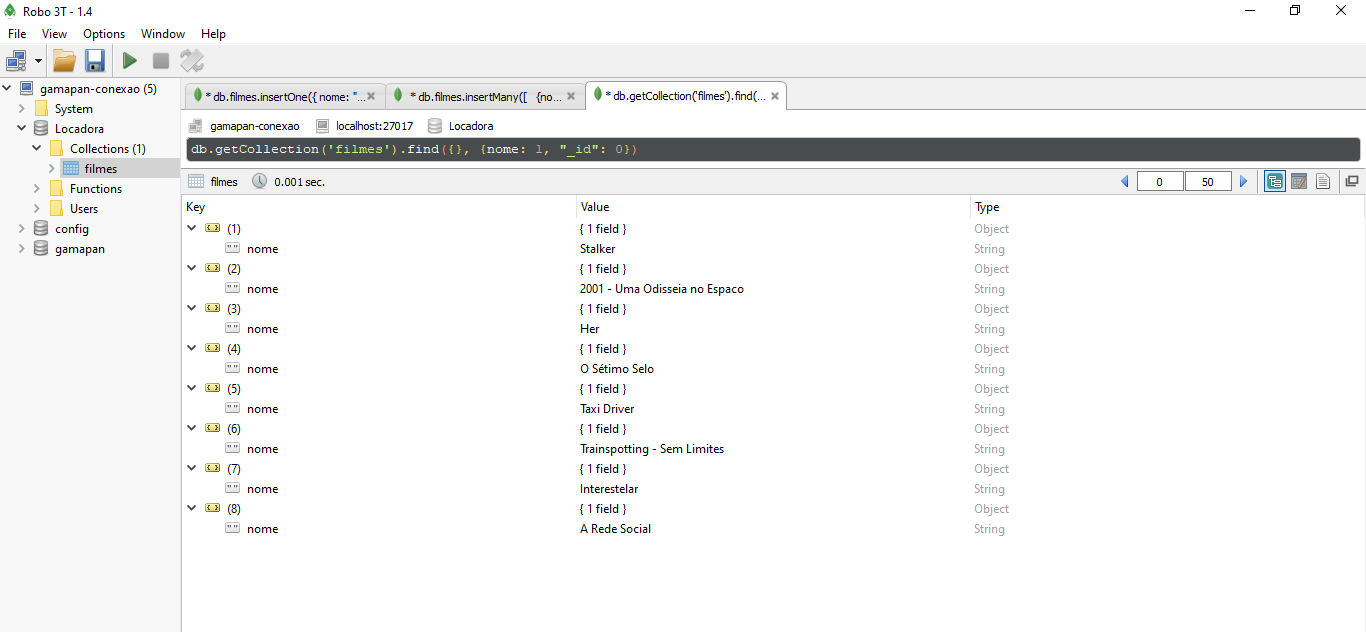 Robo 3T - 1.4
File View Options Window Help
gamapan-conexao (5)
System
Locadora
Collections (1)
filmes
Functions
Users
config
gamapan
* db.filmes.insertOne({ nome: "... * db.filmes.insertMany([ {no... * db.getCollection('filmes').find(...
gamapan-conexao localhost:27017 Locadora
db.getCollection('filmes').find({}, {nome: 1, "_id": 0})
filmes 0.001 sec. 0 50
Key Value Type
(1) { 1 field } Object
nome Stalker String
(2) { 1 field } Object
nome 2001 - Uma Odisseia no Espaco String
(3) { 1 field } Object
nome Her String
(4) { 1 field } Object
nome O Sétimo Selo String
(5) { 1 field } Object
nome Taxi Driver String
(6) { 1 field } Object
nome Trainspotting - Sem Limites String
(7) { 1 field } Object
nome Interestelar String
(8) { 1 field } Object
nome A Rede Social String